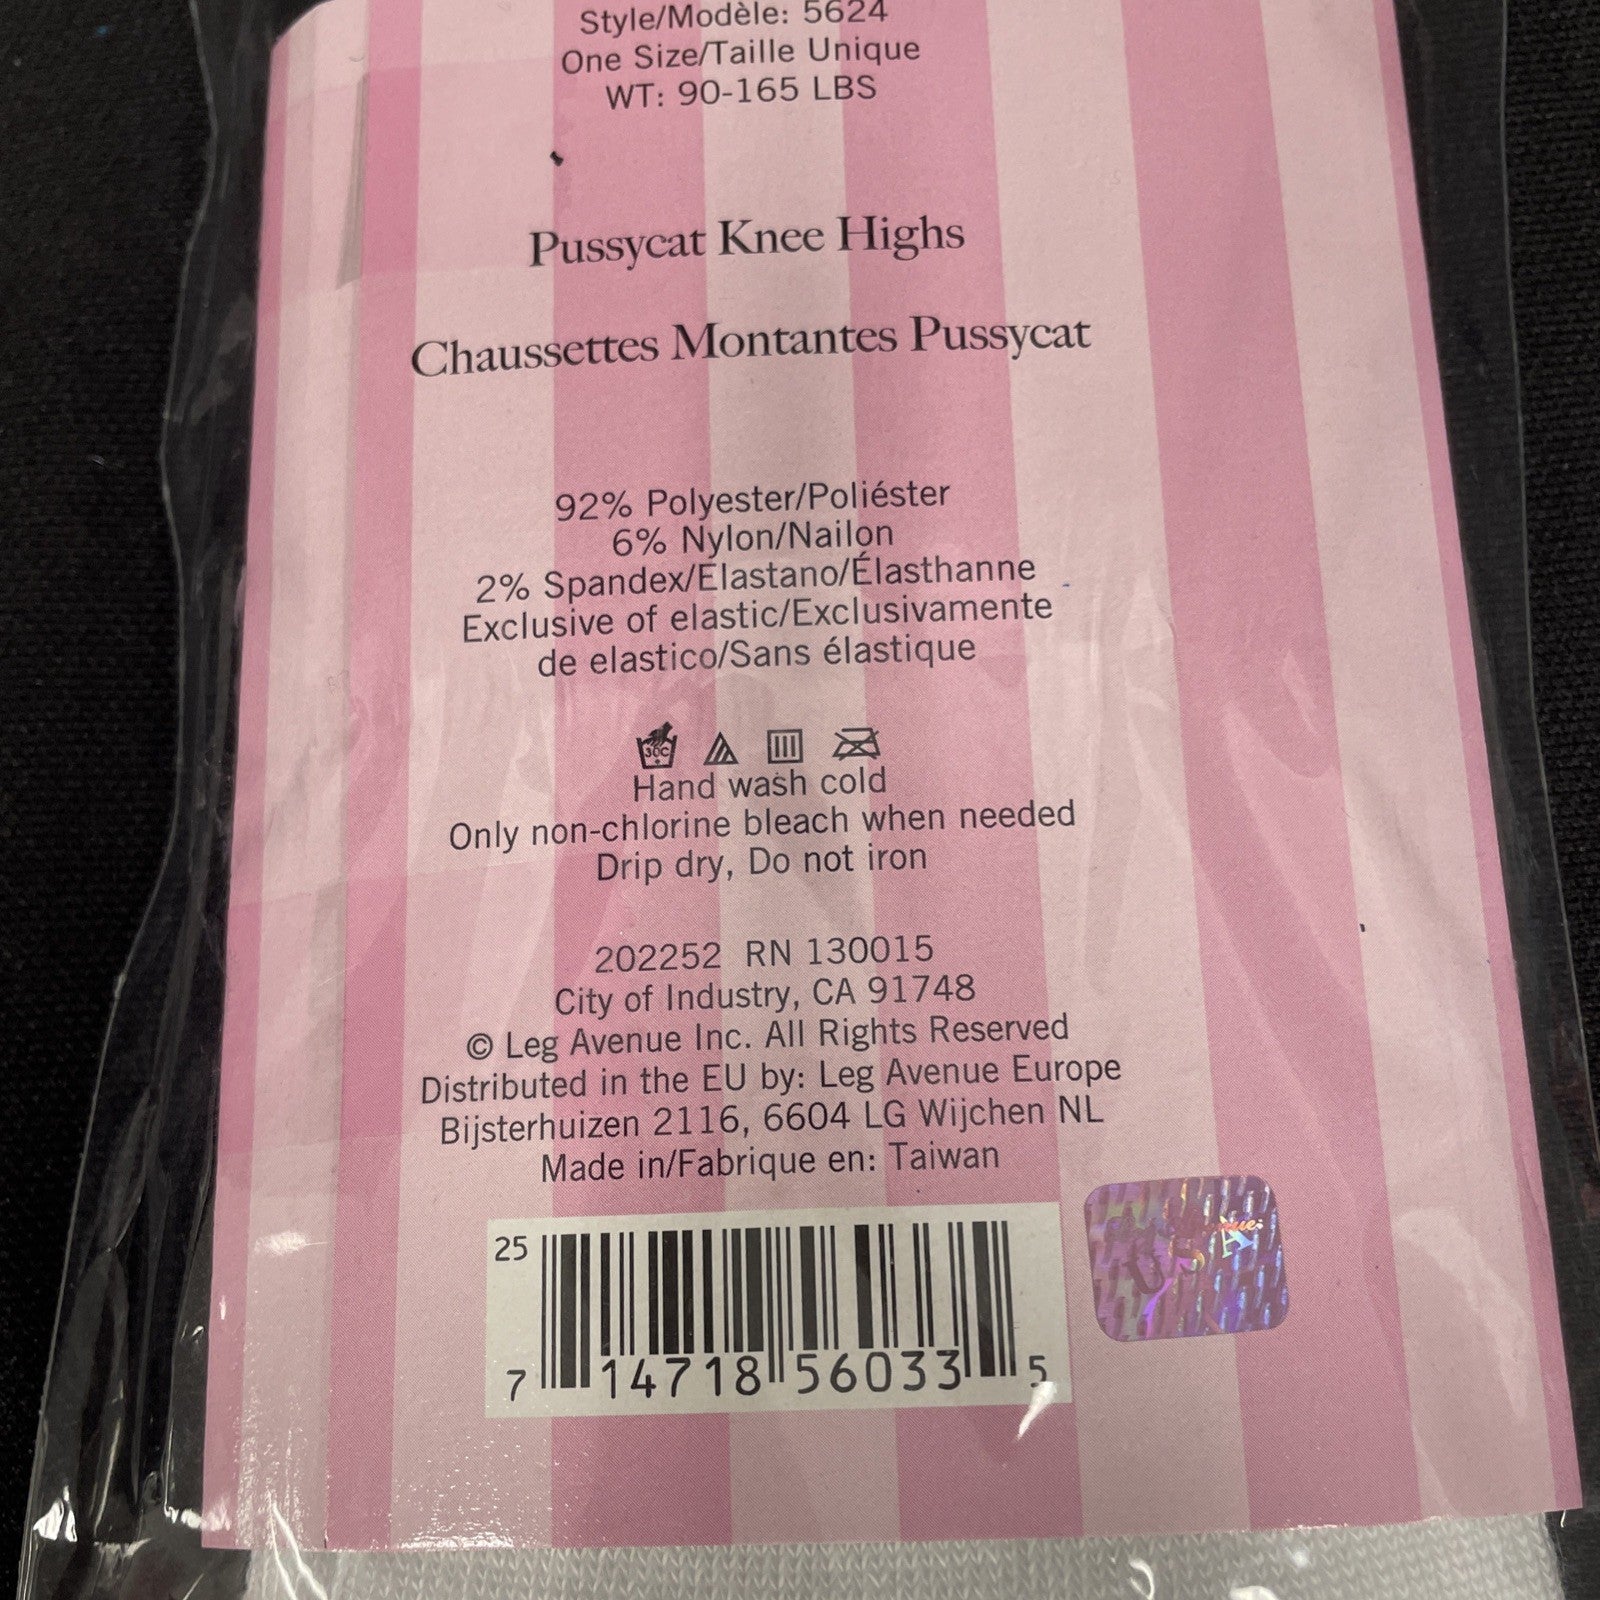 Style/Modèle: 5624
One Size/Taille Unique
WT: 90-165 LBS
Pussycat Knee Highs
Chaussettes Montantes Pussycat
92% Polyester/Poliéster
6% Nylon/Nailon
2% Spandex/Elastano/Élasthanne
Exclusive of elastic/Exclusivamente
de elastico/Sans élastique
30C
Hand wash cold
Only non-chlorine bleach when needed
Drip dry, Do not iron
202252 RN 130015
City of Industry, CA 91748
© Leg Avenue Inc. All Rights Reserved
Distributed in the EU by: Leg Avenue Europe
Bijsterhuizen 2116, 6604 LG Wijchen NL
Made in/Fabrique en: Taiwan
25
7 14718 56033 5
USA